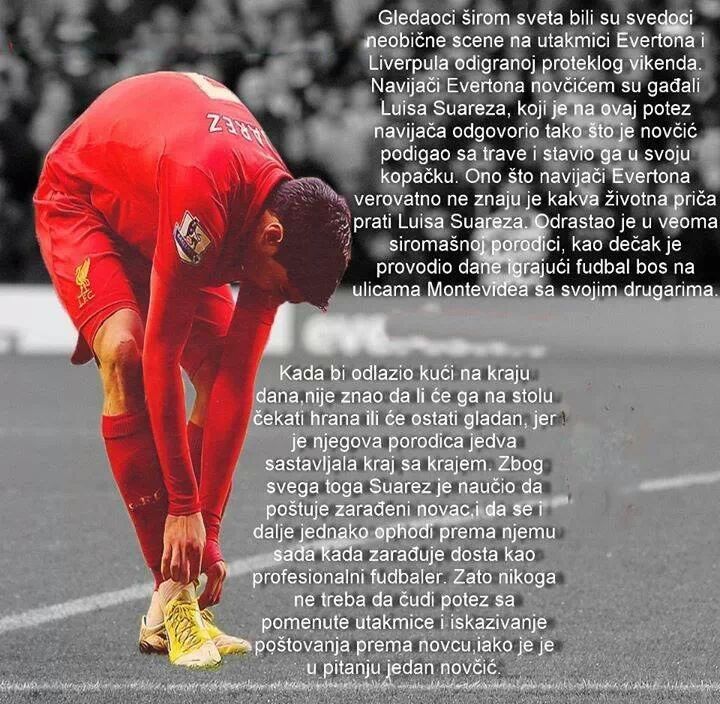 Gledaoci širom sveta bili su svedoci
neobične scene na utakmici Evertona i
Liverpula odigranoj proteklog vikenda.
Navijači Evertona novčićem su gađali
Luisa Suareza, koji je na ovaj potez
navijača odgovorio tako što je novčić
podigao sa trave i stavio ga u svoju
kopačku. Ono što navijači Evertona
verovatno ne znaju je kakva životna priča
prati Luisa Suareza. Odrastao je u veoma
siromašnoj porodici, kao dečak je
provodio dane igrajući fudbal bos na
ulicama Montevidea sa svojim drugarima.
Kada bi odlazio kući na kraju
dana,nije znao da li će ga na stolu
čekati hrana ili će ostati gladan, jer
je njegova porodica jedva
sastavljala kraj sa krajem. Zbog
svega toga Suarez je naučio da
poštuje zarađeni novac,i da se i
dalje jednako ophodi prema njemu
sada kada zarađuje dosta kao
profesionalni fudbaler. Zato nikoga
ne treba da čudi potez sa
pomenute utakmice i iskazivanje
poštovanja prema novcu,iako je je
u pitanju jedan novčić.
AREZ
L.F.C.